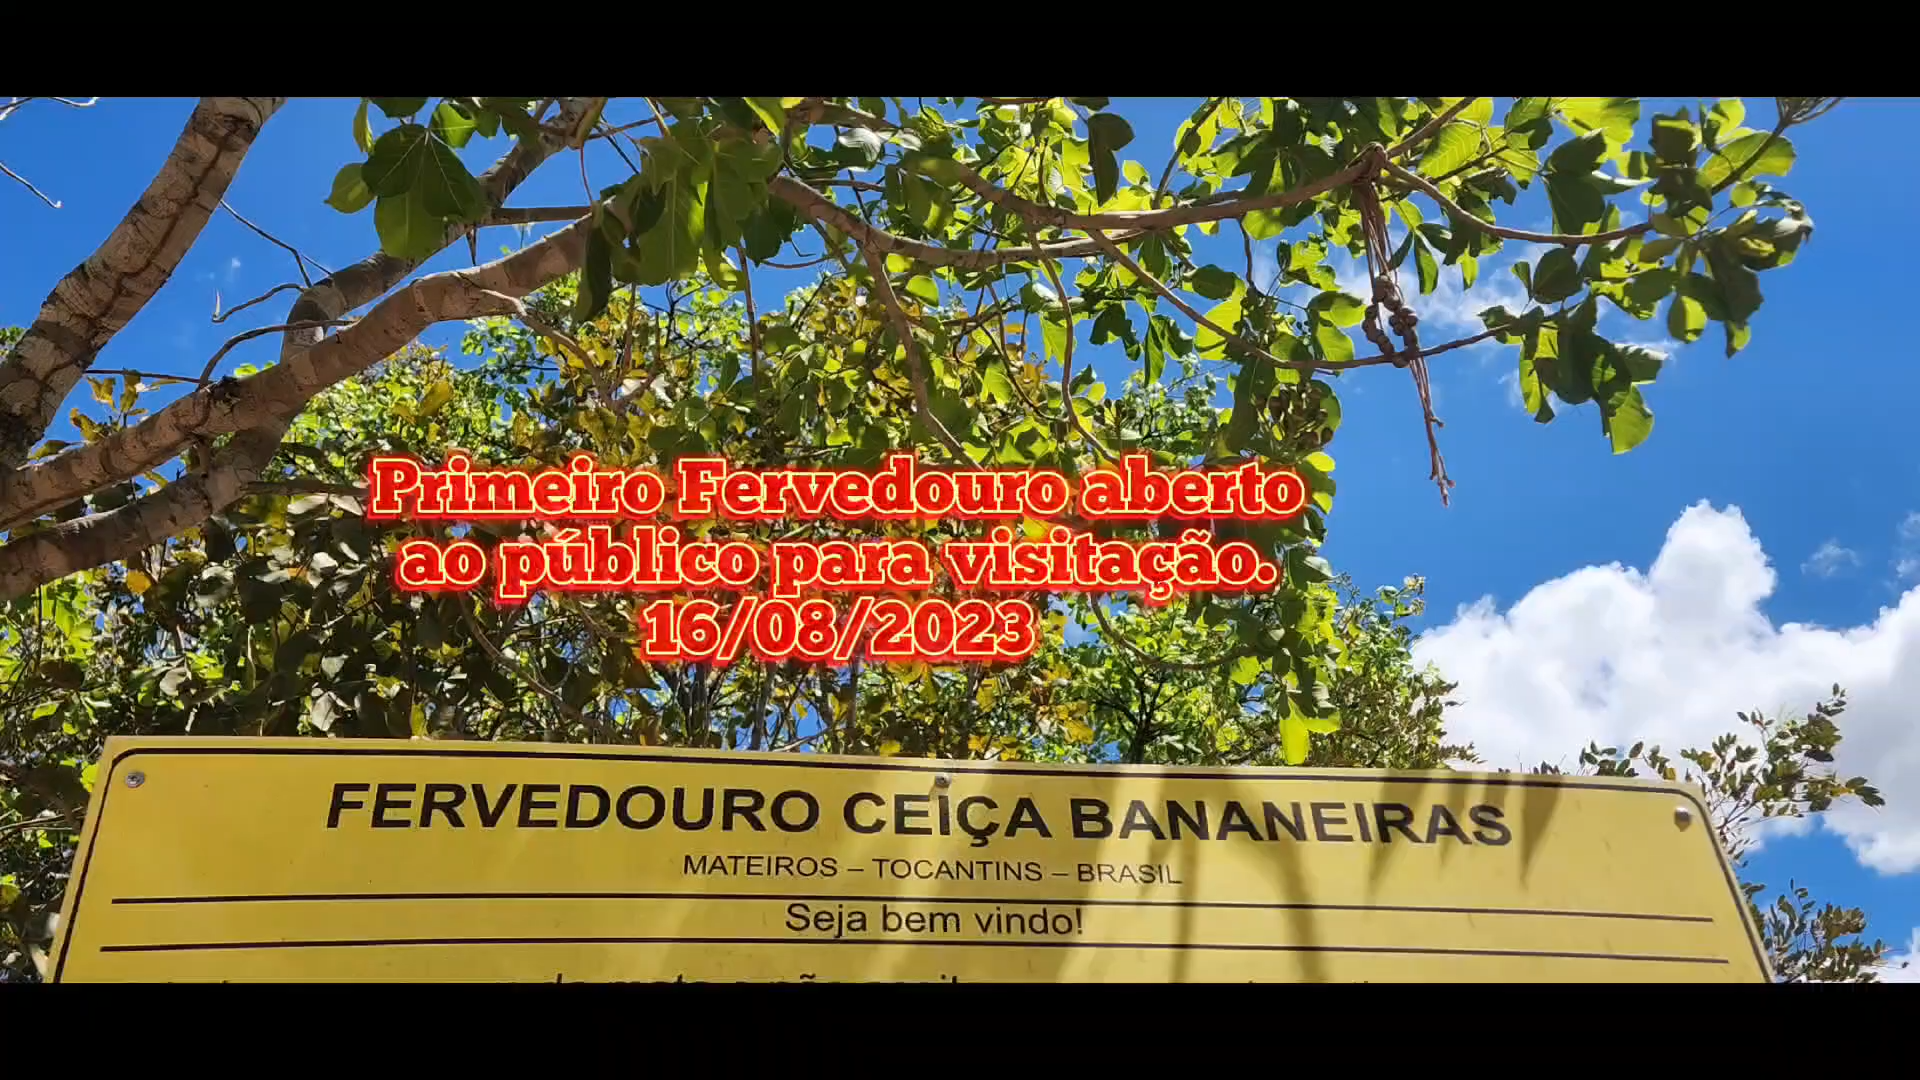 Primeiro Fervedouro aberto
ao público para visitação.
16/08/2023
FERVEDOURO CEIÇA BANANEIRAS
MATEIROS – TOCANTINS – BRASIL
Seja bem vindo!